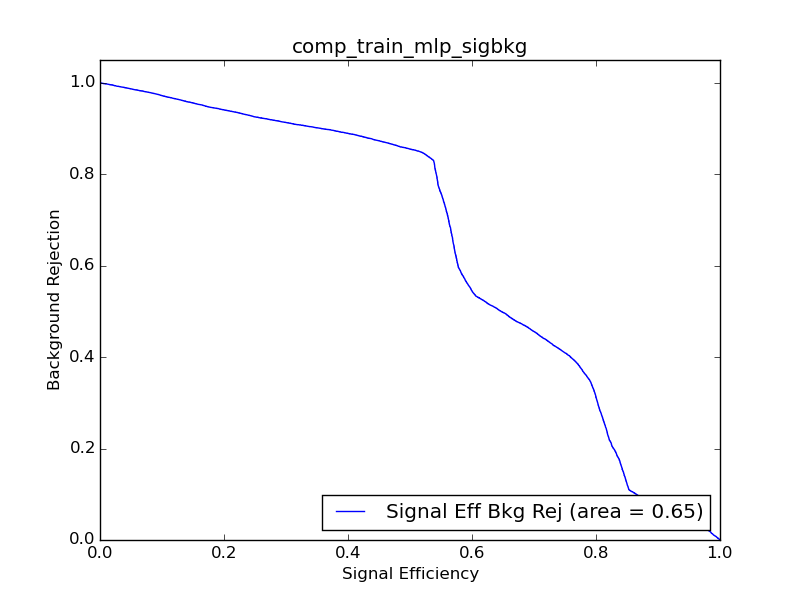 comp_train_mlp_sigbkg
1.0
0.8
0.6
0.4
0.2
0.0
Background Rejection
Signal Eff Bkg Rej (area = 0.65)
0.0 0.2 0.4 0.6 0.8 1.0
Signal Efficiency